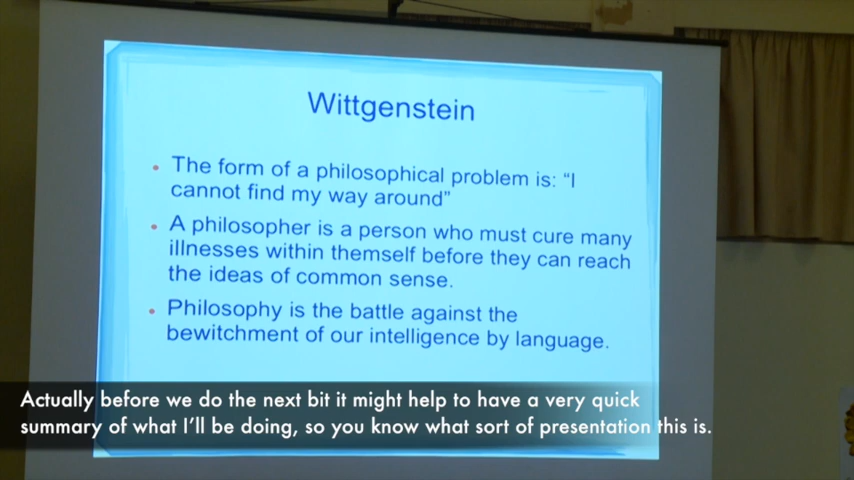 Wittgenstein
• The form of a philosophical problem is: “I
cannot find my way around”
• A philosopher is a person who must cure many
illnesses within themself before they can reach
the ideas of common sense.
• Philosophy is the battle against the
bewitchment of our intelligence by language.
Actually before we do the next bit it might help to have a very quick
summary of what I’ll be doing, so you know what sort of presentation this is.